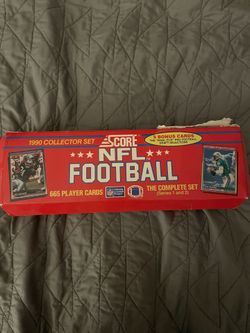 1990 COLLECTOR SET
SCORE
5 BONUS CARDS
NFL
FOOTBALL
665 PLAYER CARDS
THE COMPLETE SET
(Series 1 and 2)